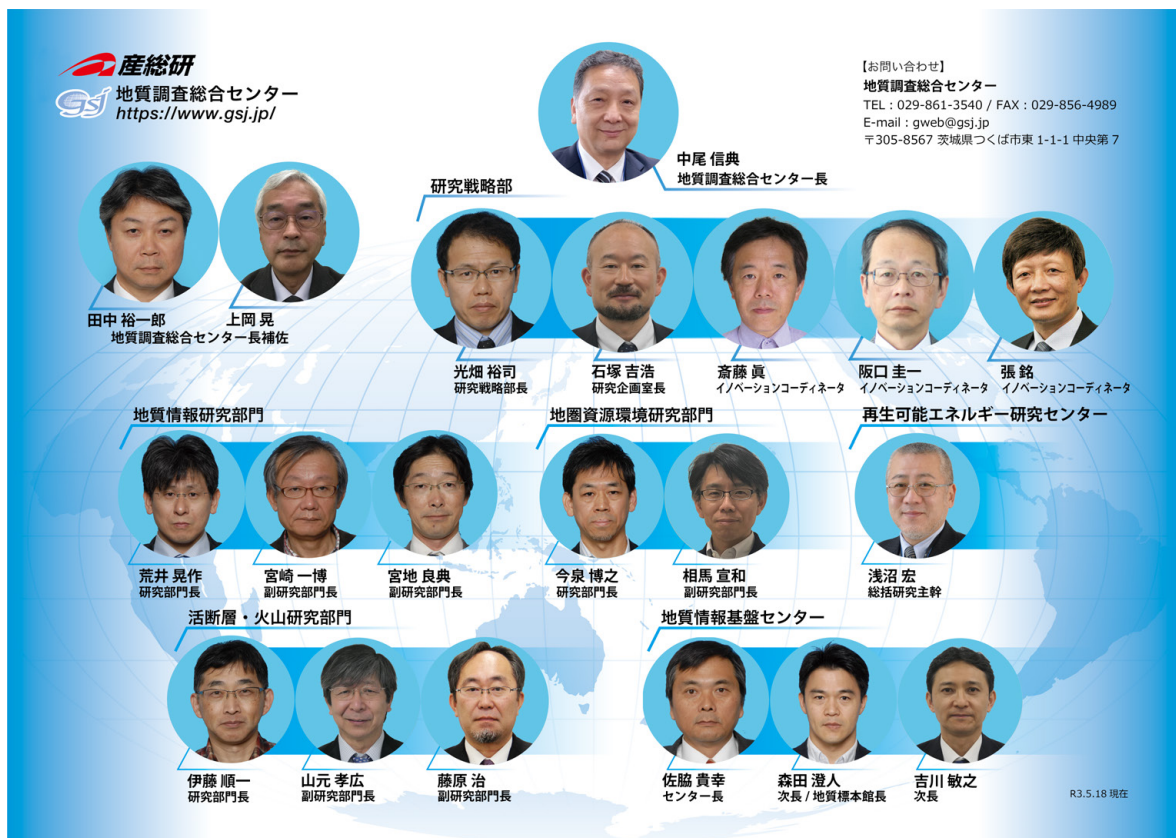 産総研
gsj 地質調査総合センター
https://www.gsj.jp/
【お問い合わせ】
地質調査総合センター
TEL：029-861-3540 / FAX：029-856-4989
E-mail：gweb@gsj.jp
〒305-8567 茨城県つくば市東 1-1-1 中央第 7
中尾 信典
地質調査総合センター長
田中 裕一郎
上岡 晃
地質調査総合センター長補佐
研究戦略部
光畑 裕司
研究戦略部長
石塚 吉浩
研究企画室長
斎藤 眞
イノベーションコーディネータ
阪口 圭一
イノベーションコーディネータ
張 銘
イノベーションコーディネータ
地質情報研究部門
荒井 晃作
研究部門長
宮崎 一博
副研究部門長
宮地 良典
副研究部門長
地圏資源環境研究部門
今泉 博之
研究部門長
相馬 宣和
副研究部門長
再生可能エネルギー研究センター
浅沼 宏
総括研究主幹
活断層・火山研究部門
伊藤 順一
研究部門長
山元 孝広
副研究部門長
藤原 治
副研究部門長
地質情報基盤センター
佐脇 貴幸
センター長
森田 澄人
次長 / 地質標本館長
吉川 敏之
次長
R3.5.18 現在